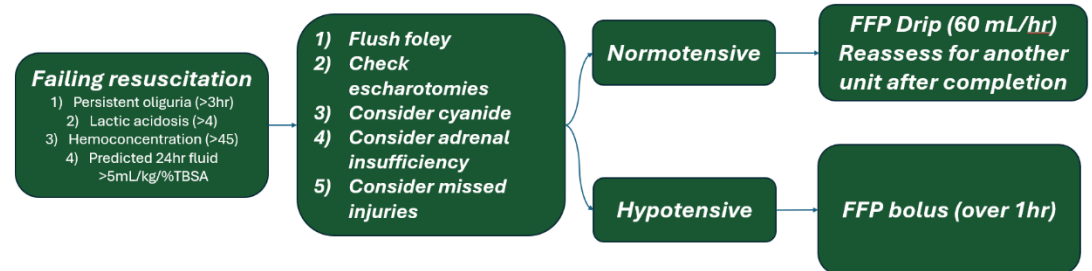 Failing resuscitation
1) Persistent oliguria (>3hr)
2) Lactic acidosis (>4)
3) Hemoconcentration (>45)
4) Predicted 24hr fluid
>5mL/kg/%TBSA
1) Flush foley
2) Check
escharotomies
3) Consider cyanide
4) Consider adrenal
insufficiency
5) Consider missed
injuries
Normotensive
FFP Drip (60 mL/hr)
Reassess for another
unit after completion
Hypotensive
FFP bolus (over 1hr)